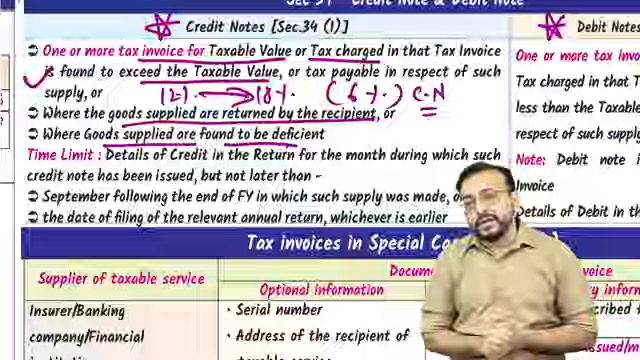 Sec 34 - Credit Note & Debit Note
Credit Notes [Sec.34 (1)]
Debit Notes
One or more tax invoice for Taxable Value or Tax charged in that Tax Invoice
is found to exceed the Taxable Value, or tax payable in respect of such
supply, or
12% 18% (6%) C.N
Where the goods supplied are returned by the recipient, or
Where Goods supplied are found to be deficient
Time Limit : Details of Credit in the Return for the month during which such
credit note has been issued, but not later than -
September following the end of FY in which such supply was made, o
the date of filing of the relevant annual return, whichever is earlier
One or more tax inv
Tax charged in that
less than the Taxabl
respect of such supply
Note: Debit note i
Invoice
Details of Debit in th
Tax invoices in Special Ca
Supplier of taxable service
Docum
invoice
Optional information
ry inform
Insurer/Banking
company/Financial
• Serial number
• Address of the recipient of
taxable service
scribed f
issued/m